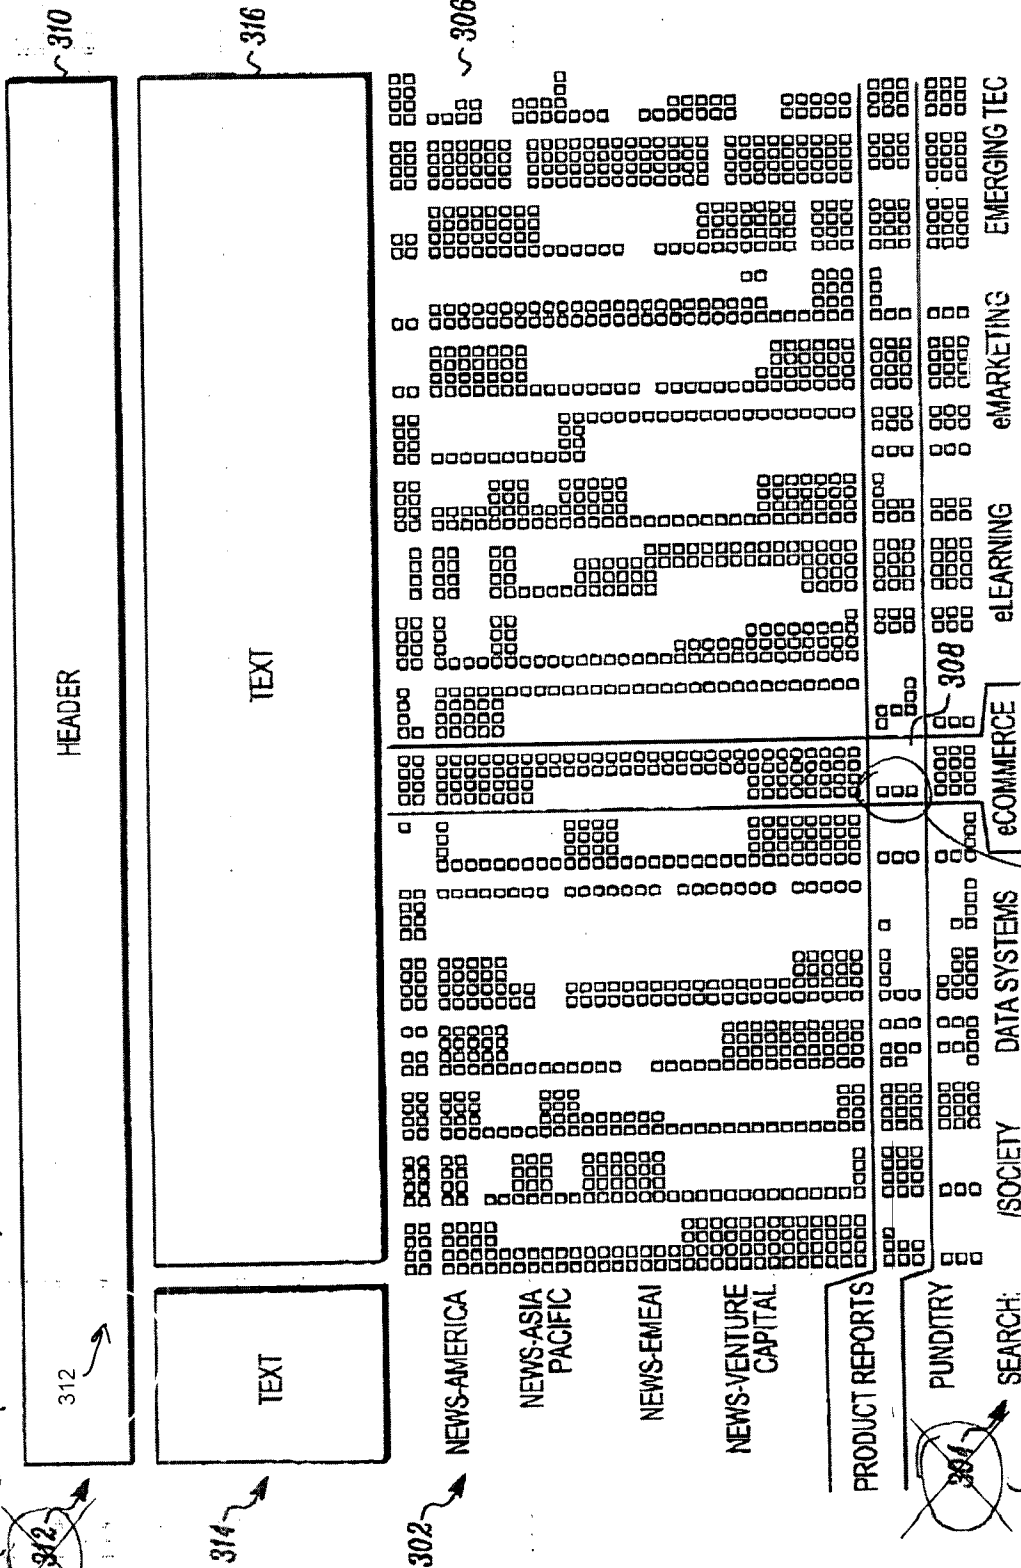 310
HEADER
312
312
316
TEXT
TEXT
314
306
302
NEWS-AMERICA
NEWS-ASIA
PACIFIC
NEWS-EMEAI
NEWS-VENTURE
CAPITAL
PRODUCT REPORTS
PUNDITRY
308
304
SEARCH:
/SOCIETY
DATA SYSTEMS
eCOMMERCE
eLEARNING
eMARKETING
EMERGING TEC